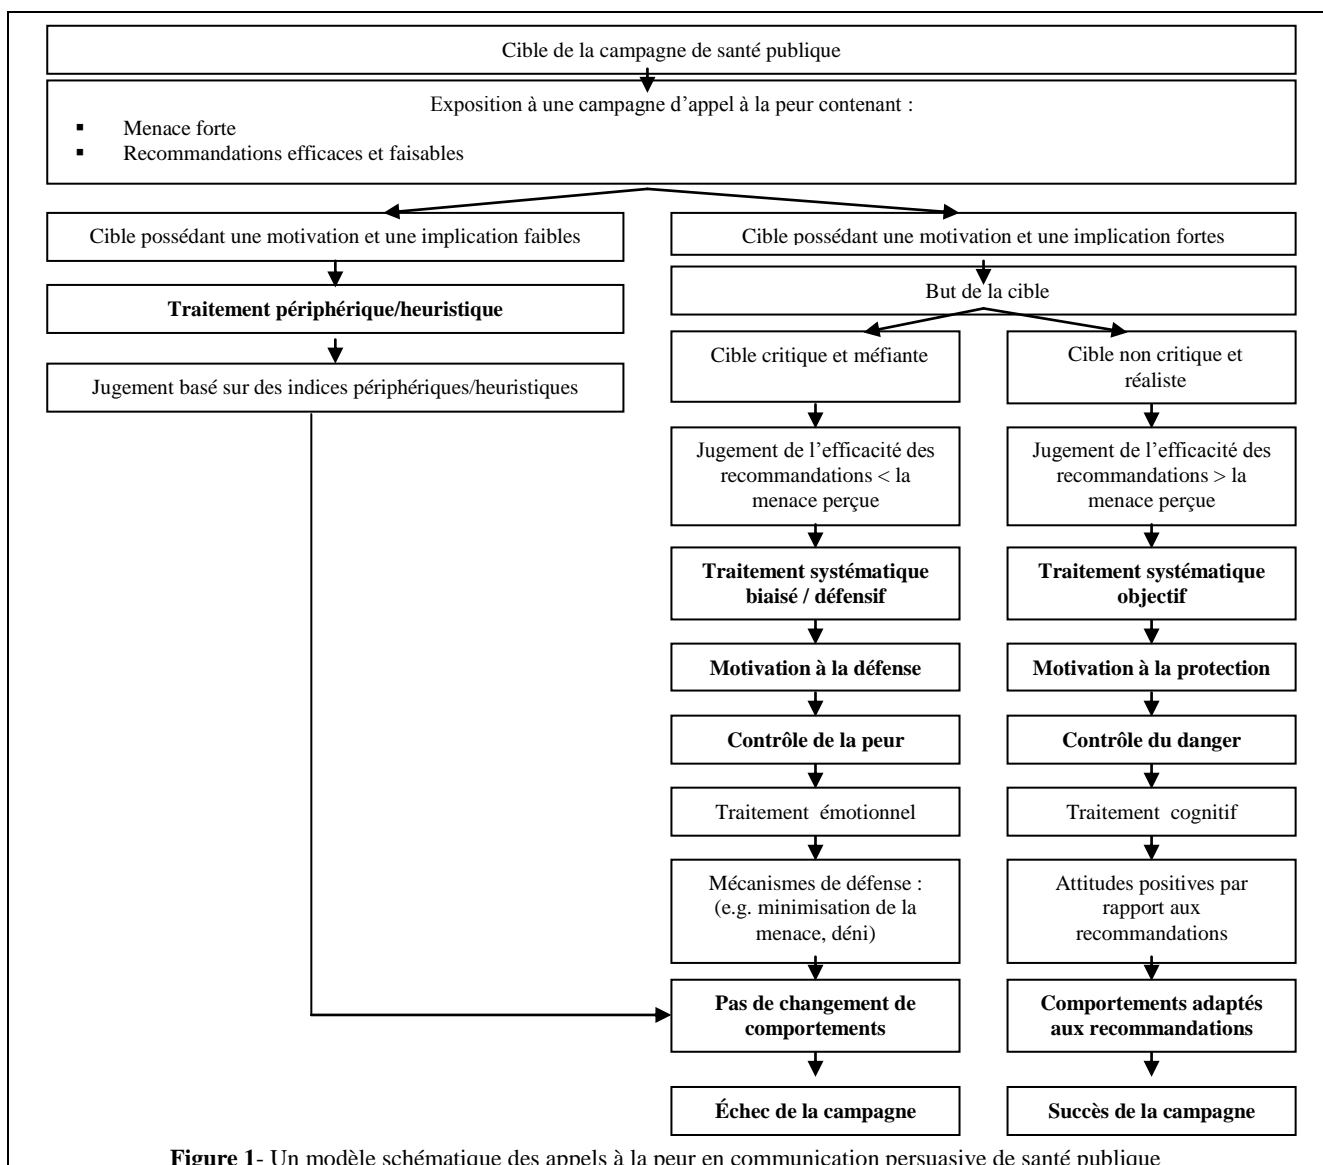 Cible de la campagne de santé publique
Exposition à une campagne d'appel à la peur contenant :
▪ Menace forte
▪ Recommandations efficaces et faisables
Cible possédant une motivation et une implication faibles
Traitement périphérique/heuristique
Jugement basé sur des indices périphériques/heuristiques
Cible possédant une motivation et une implication fortes
But de la cible
Cible critique et méfiante
Jugement de l'efficacité des
recommandations < la
menace perçue
Traitement systématique
biaisé / défensif
Motivation à la défense
Contrôle de la peur
Traitement émotionnel
Mécanismes de défense :
(e.g. minimisation de la
menace, déni)
Pas de changement de
comportements
Échec de la campagne
Cible non critique et
réaliste
Jugement de l'efficacité des
recommandations > la
menace perçue
Traitement systématique
objectif
Motivation à la protection
Contrôle du danger
Traitement cognitif
Attitudes positives par
rapport aux
recommandations
Comportements adaptés
aux recommandations
Succès de la campagne
Figure 1- Un modèle schématique des appels à la peur en communication persuasive de santé publique